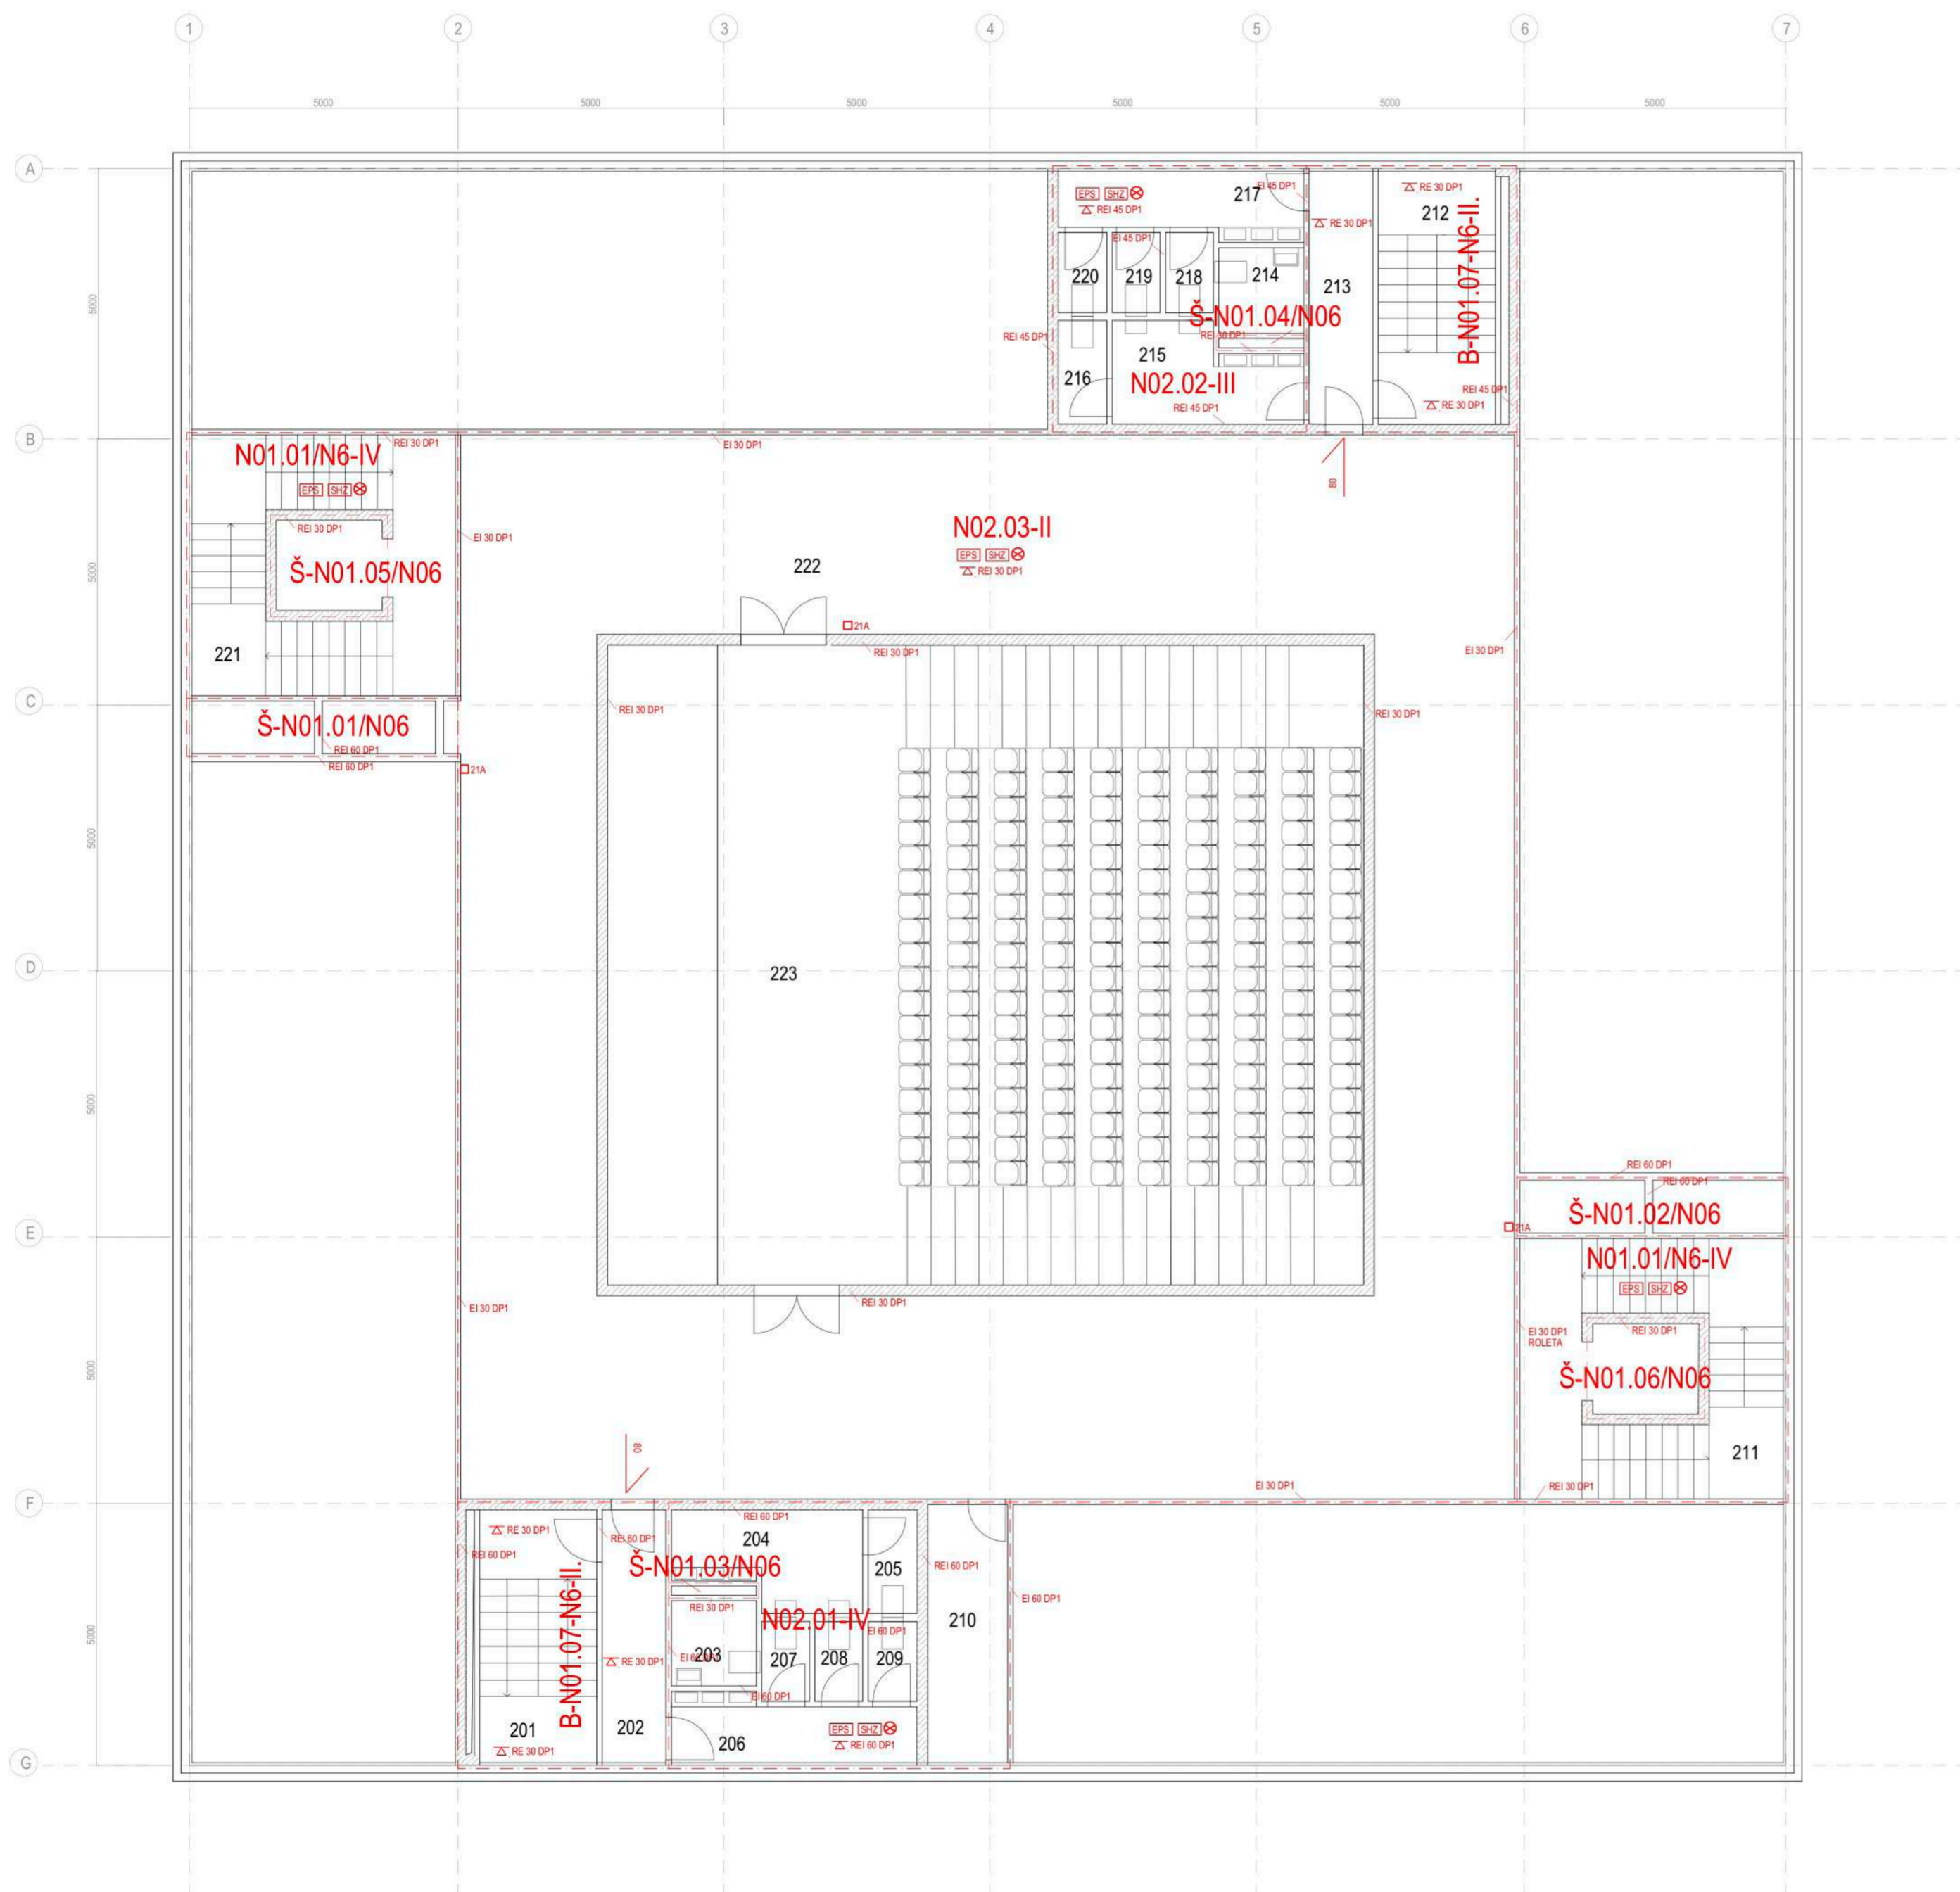 1 2 3 4 5 6 7
5000 5000 5000 5000 5000 5000
A
EPS SHZ
REI 45 DP1
217
EI 45 DP1
RE 30 DP1
RE 30 DP1
212
B-N01.07-N6-II.
EI 45 DP1
220 219 218 214 213
5000
Š-N01.04/N06
REI 45 DP1
REI 30 DP1
216
215
N02.02-III
REI 45 DP1
REI 45 DP1
RE 30 DP1
B
N01.01/N6-IV
REI 30 DP1
EI 30 DP1
EPS SHZ
80
REI 30 DP1
EI 30 DP1
N02.03-II
EPS SHZ
REI 30 DP1
222
5000
Š-N01.05/N06
21A
REI 30 DP1
EI 30 DP1
221
C
REI 30 DP1
REI 30 DP1
Š-N01.01/N06
REI 60 DP1
REI 60 DP1
21A
5000
D
223
5000
REI 60 DP1
REI 60 DP1
Š-N01.02/N06
E
21A
N01.01/N6-IV
EPS SHZ
EI 30 DP1
REI 30 DP1
EI 30 DP1
ROLETA
REI 30 DP1
5000
Š-N01.06/N06
211
80
EI 30 DP1
REI 30 DP1
F
RE 30 DP1
REI 60 DP1
REI 60 DP1
204
REI 60 DP1
Š-N01.03/N06
205
REI 60 DP1
B-N01.07-N6-II.
REI 30 DP1
N02.01-IV
EI 60 DP1
210
EI 60 DP1
5000
RE 30 DP1
EI 60 DP1
203 207 208 209
EI 60 DP1
201
202
206
EPS SHZ
REI 60 DP1
RE 30 DP1
G